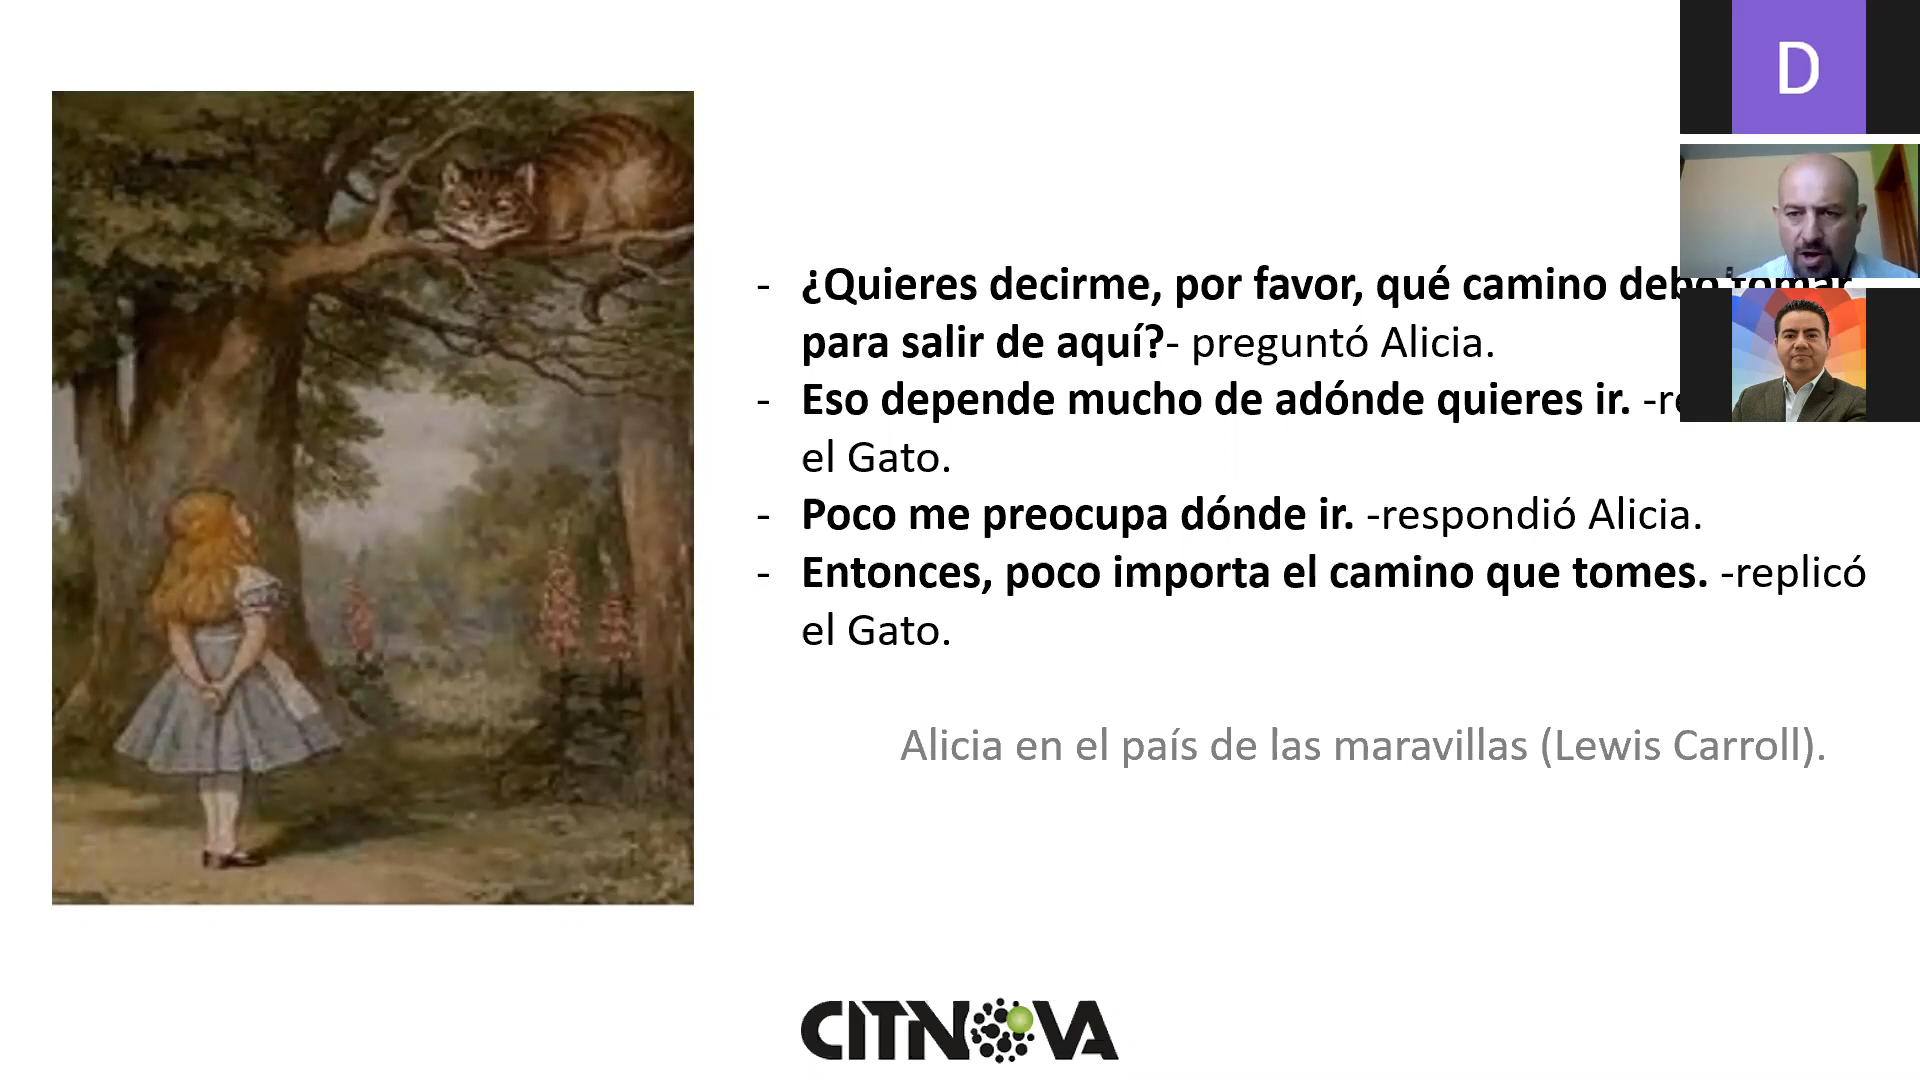 D
- ¿Quieres decirme, por favor, qué camino debo tomar
para salir de aquí?- preguntó Alicia.
- Eso depende mucho de adónde quieres ir. -
el Gato.
- Poco me preocupa dónde ir. -respondió Alicia.
- Entonces, poco importa el camino que tomes. -replicó
el Gato.
Alicia en el país de las maravillas (Lewis Carroll).
CITNOVA